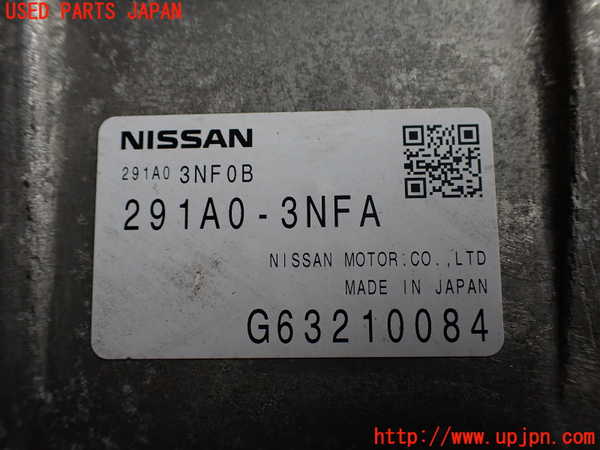 USED PARTS JAPAN
NISSAN
291A0 3NF0B
291A0-3NFA
NISSAN MOTOR.CO.,LTD
MADE IN JAPAN
G63210084
http://www.upjpn.com/